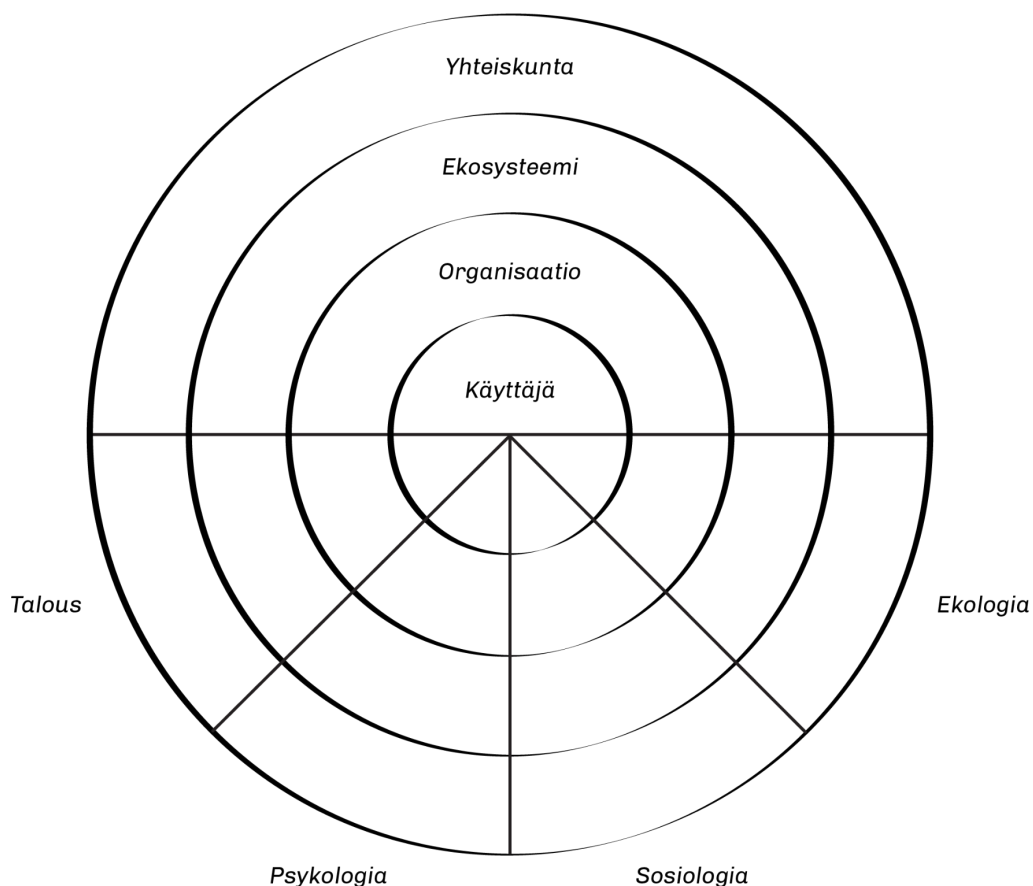 Yhteiskunta
Ekosysteemi
Organisaatio
Käyttäjä
Talous
Ekologia
Psykologia
Sosiologia